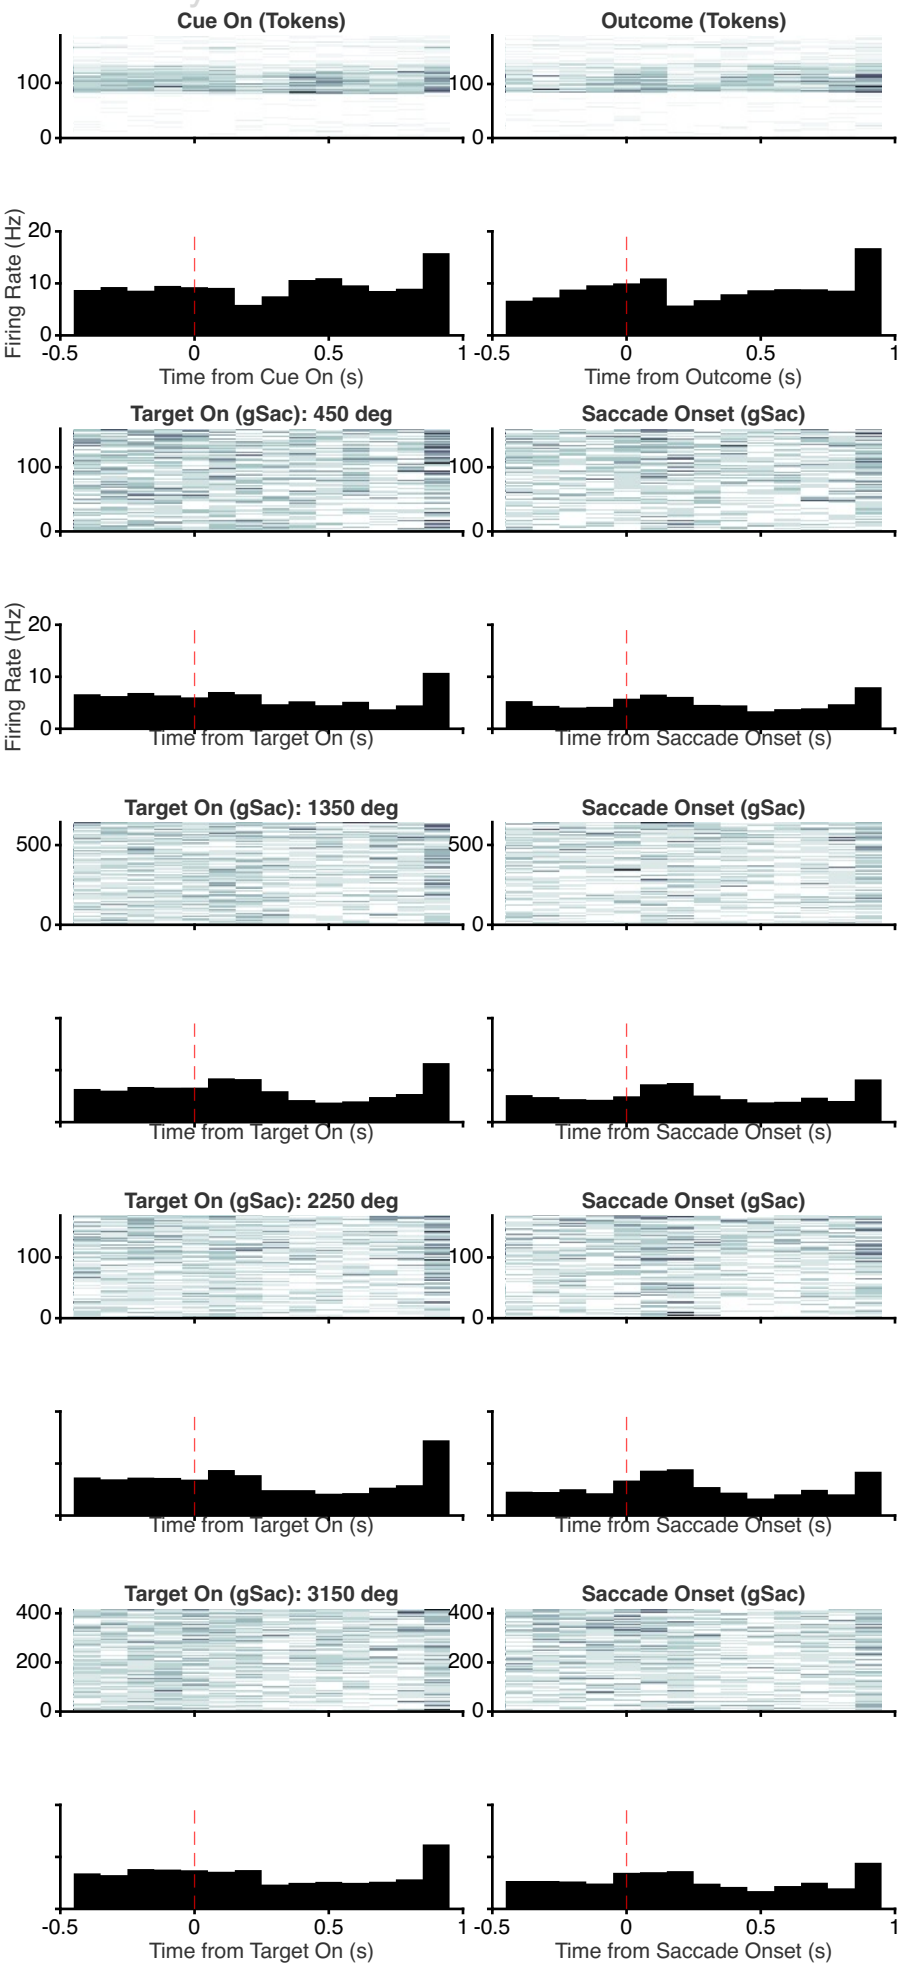 Cue On (Tokens) Outcome (Tokens)
100 100
0 0
Firing Rate (Hz)
20
10
0
-0.5 0 0.5 1 -0.5 0 0.5 1
Time from Cue On (s) Time from Outcome (s)
Target On (gSac): 450 deg Saccade Onset (gSac)
100 100
0 0
Firing Rate (Hz)
20
10
0
Time from Target On (s) Time from Saccade Onset (s)
Target On (gSac): 1350 deg Saccade Onset (gSac)
500 500
0 0
Time from Target On (s) Time from Saccade Onset (s)
Target On (gSac): 2250 deg Saccade Onset (gSac)
100 100
0 0
Time from Target On (s) Time from Saccade Onset (s)
Target On (gSac): 3150 deg Saccade Onset (gSac)
400 400
200 200
0 0
-0.5 0 0.5 1 -0.5 0 0.5 1
Time from Target On (s) Time from Saccade Onset (s)